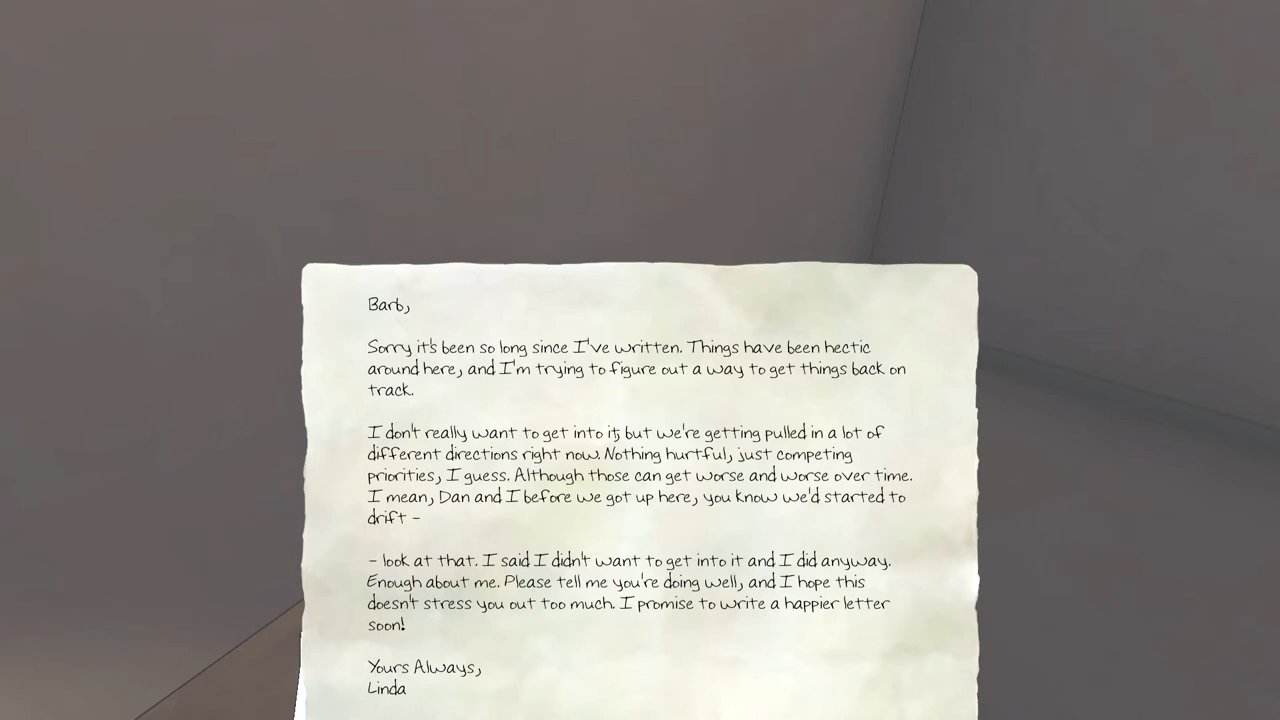 Barb,
Sorry it's been so long since I've written. Things have been hectic
around here, and I'm trying to figure out a way to get things back on
track.
I don't really want to get into it, but we're getting pulled in a lot of
different directions right now. Nothing hurtful, just competing
priorities, I guess. Although those can get worse and worse over time.
I mean, Dan and I before we got up here, you know we'd started to
drift -
- look at that. I said I didn't want to get into it and I did anyway.
Enough about me. Please tell me you're doing well, and I hope this
doesn't stress you out too much. I promise to write a happier letter
soon!
Yours Always,
Linda